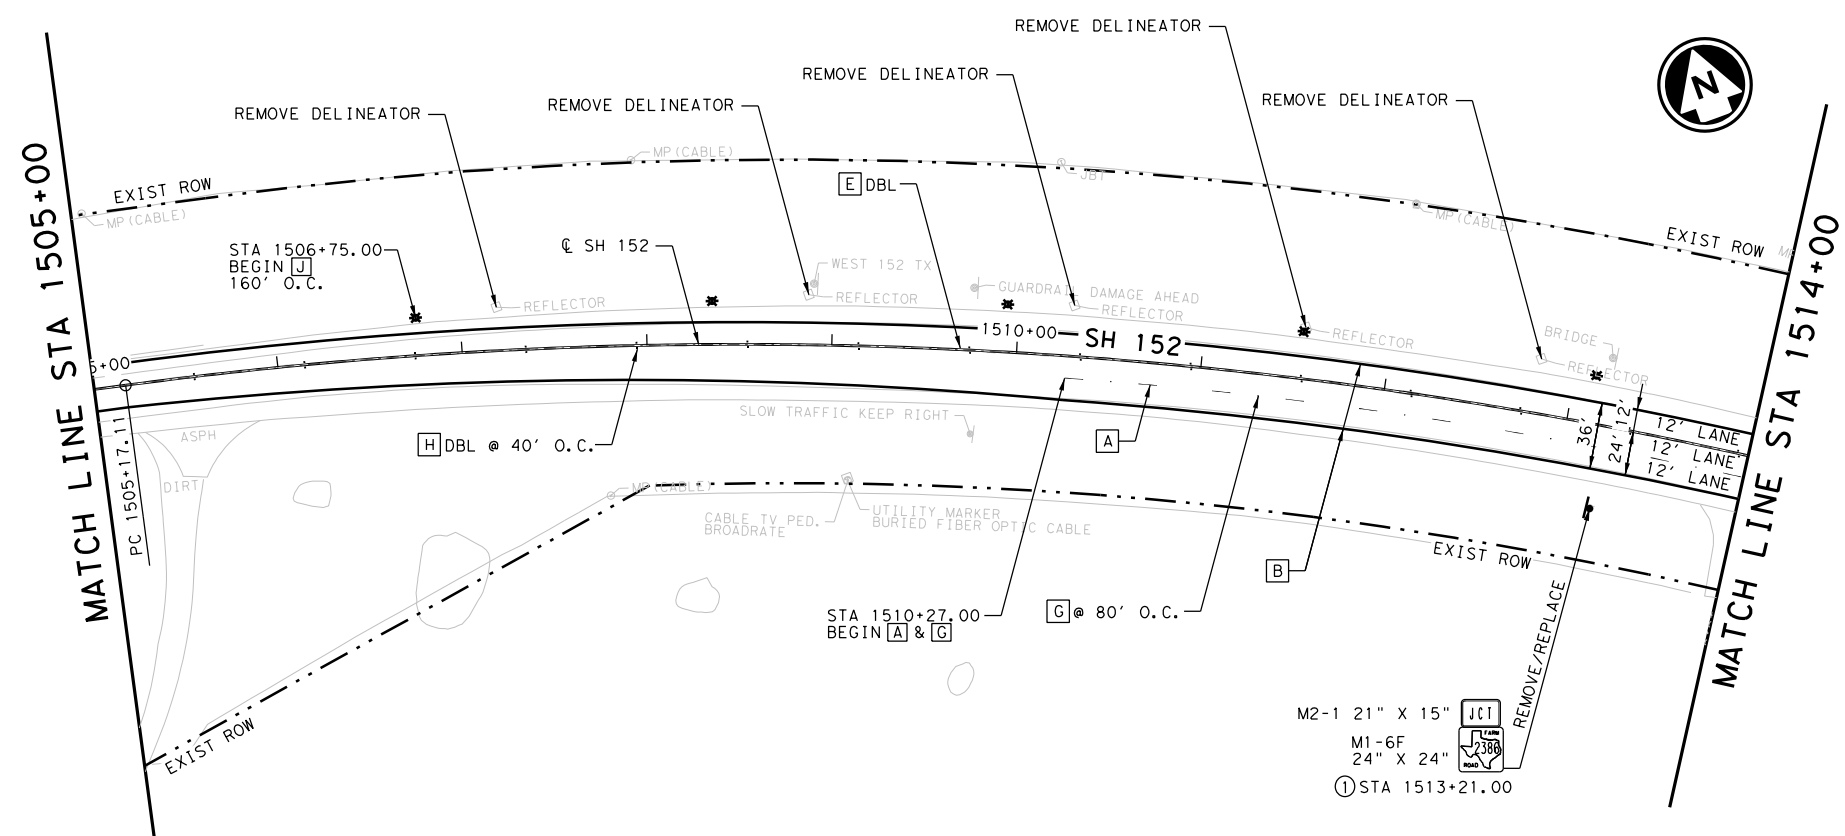 REMOVE DELINEATOR
REMOVE DELINEATOR
REMOVE DELINEATOR
REMOVE DELINEATOR
REMOVE DELINEATOR
N
MATCH LINE STA 1505+00
EXIST ROW
MP(CABLE)
MP(CABLE)
JBT
MP(CABLE)
EXIST ROW
E DBL
STA 1506+75.00
BEGIN J
160' O.C.
℄ SH 152
WEST 152 TX
REFLECTOR
REFLECTOR
GUARDRAIL DAMAGE AHEAD
REFLECTOR
REFLECTOR
BRIDGE
REFLECTOR
5+00
1510+00
SH 152
MATCH LINE STA 1514+00
PC 1505+17.11
ASPH
DIRT
H DBL @ 40' O.C.
SLOW TRAFFIC KEEP RIGHT
A
36'
24'
12'
12' LANE
12' LANE
12' LANE
MP(CABLE)
CABLE TV PED.
BROADRATE
UTILITY MARKER
BURIED FIBER OPTIC CABLE
EXIST ROW
B
STA 1510+27.00
BEGIN A & G
G @ 80' O.C.
EXIST ROW
REMOVE/REPLACE
M2-1 21" X 15"
JCT
M1-6F
24" X 24"
FARM
2386
ROAD
1 STA 1513+21.00